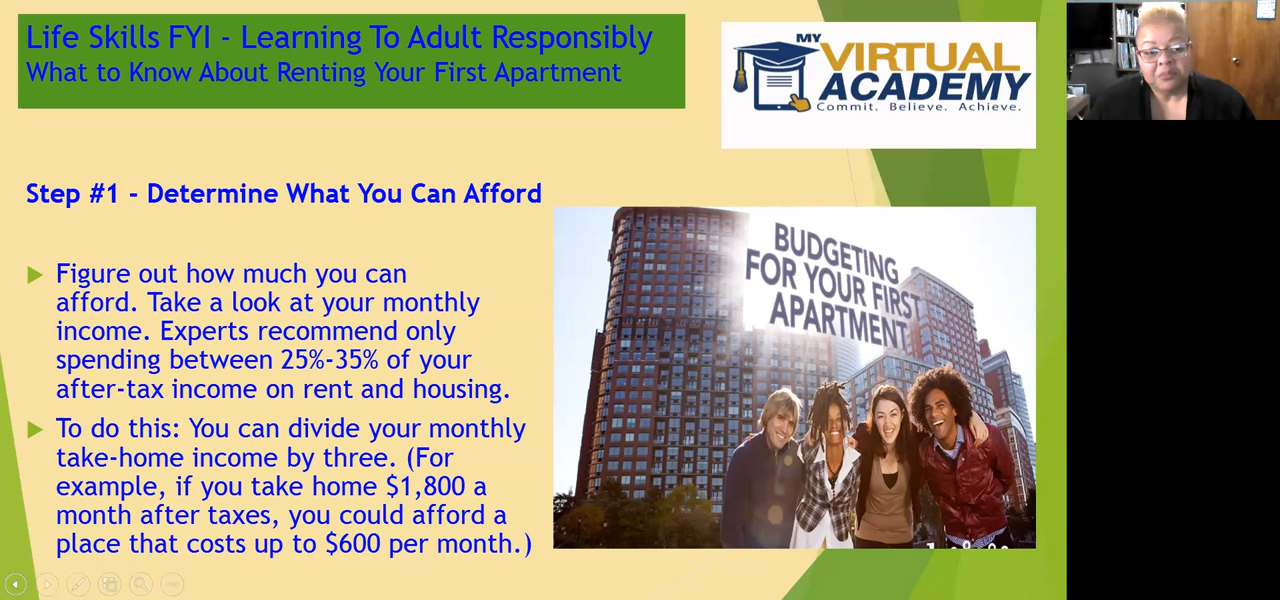 Life Skills FYI - Learning To Adult Responsibly
What to Know About Renting Your First Apartment
MY
VIRTUAL
ACADEMY
Commit. Believe. Achieve.
Step #1 - Determine What You Can Afford
Figure out how much you can
afford. Take a look at your monthly
income. Experts recommend only
spending between 25%-35% of your
after-tax income on rent and housing.
To do this: You can divide your monthly
take-home income by three. (For
example, if you take home $1,800 a
month after taxes, you could afford a
place that costs up to $600 per month.)
BUDGETING
FOR YOUR FIRST
APARTMENT